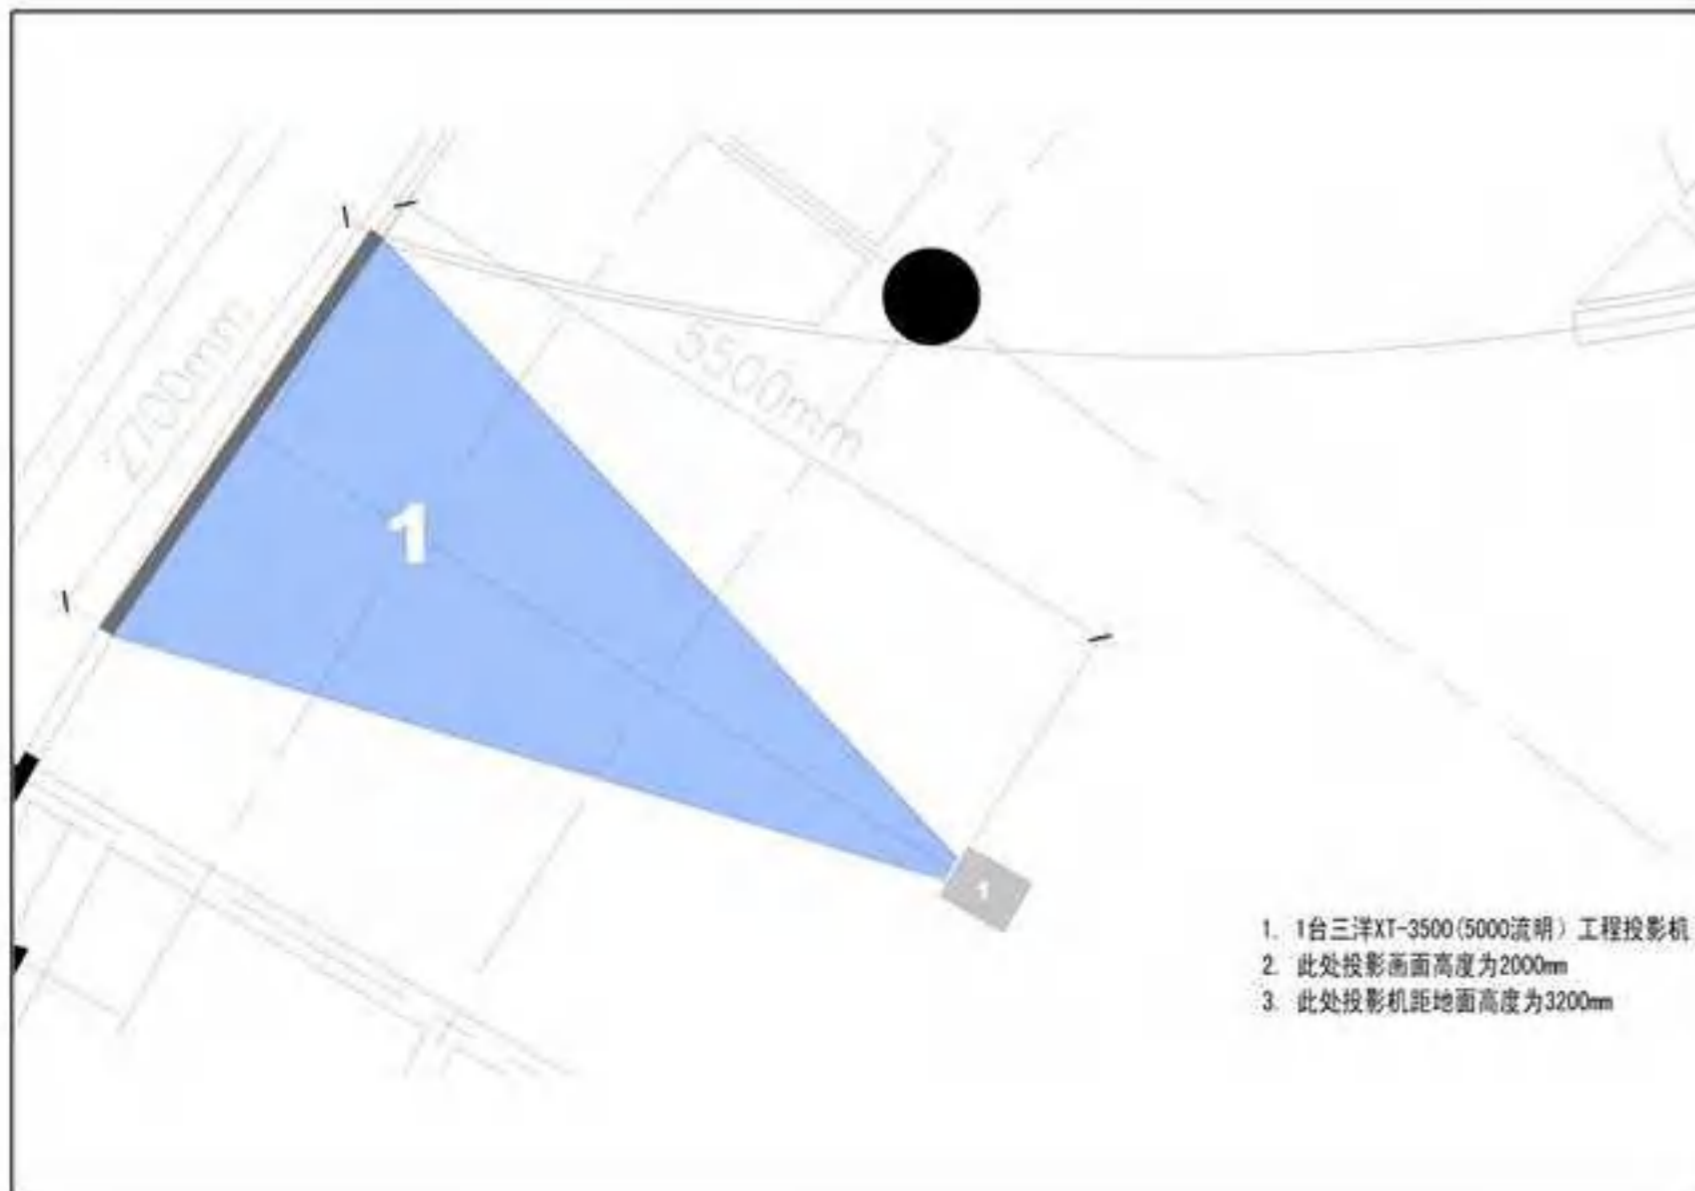 2700mm
5500mm
1
1
1. 1台三洋XT-3500(5000流明）工程投影机
2. 此处投影画面高度为2000mm
3. 此处投影机距地面高度为3200mm